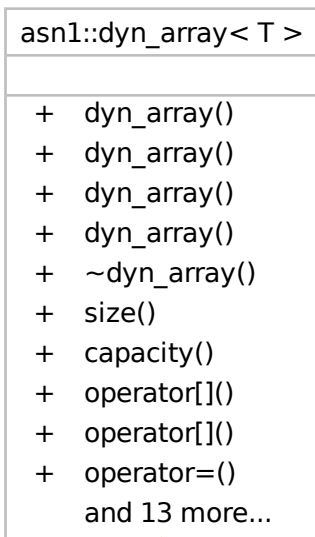 asn1::dyn_array< T >
+ dyn_array()
+ dyn_array()
+ dyn_array()
+ dyn_array()
+ ~dyn_array()
+ size()
+ capacity()
+ operator[]()
+ operator[]()
+ operator=()
and 13 more...